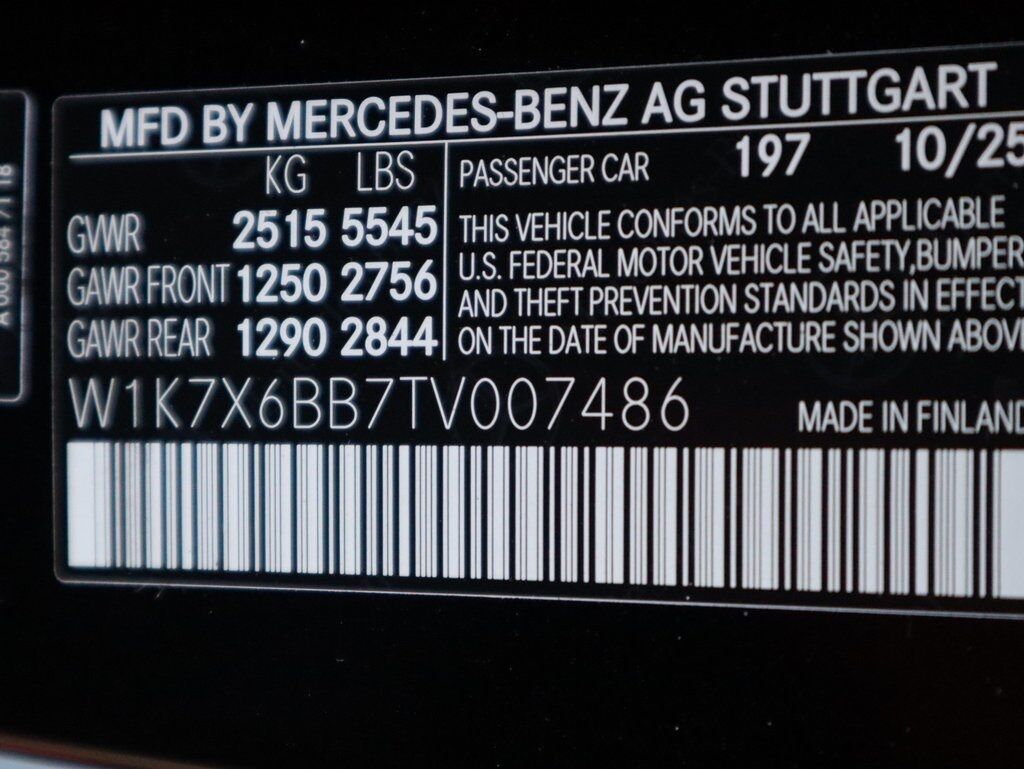 MFD BY MERCEDES-BENZ AG STUTTGART
KG LBS
GVWR 2515 5545
GAWR FRONT 1250 2756
GAWR REAR 1290 2844
PASSENGER CAR 197 10/25
THIS VEHICLE CONFORMS TO ALL APPLICABLE
U.S. FEDERAL MOTOR VEHICLE SAFETY,BUMPER
AND THEFT PREVENTION STANDARDS IN EFFECT
ON THE DATE OF MANUFACTURE SHOWN ABOV
W1K7X6BB7TV007486
MADE IN FINLAND